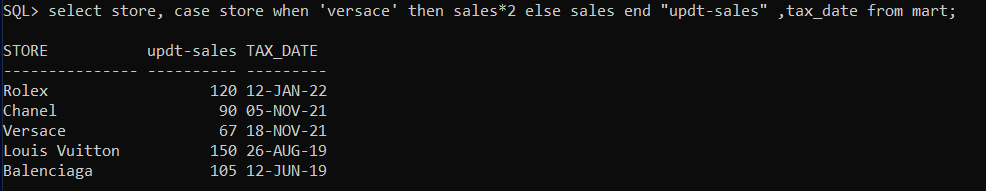 SQL> select store, case store when 'versace' then sales*2 else sales end "updt-sales" ,tax_date from mart;
STORE           updt-sales TAX_DATE
--------------- ---------- ---------
Rolex                  120 12-JAN-22
Chanel                  90 05-NOV-21
Versace                 67 18-NOV-21
Louis Vuitton          150 26-AUG-19
Balenciaga             105 12-JUN-19